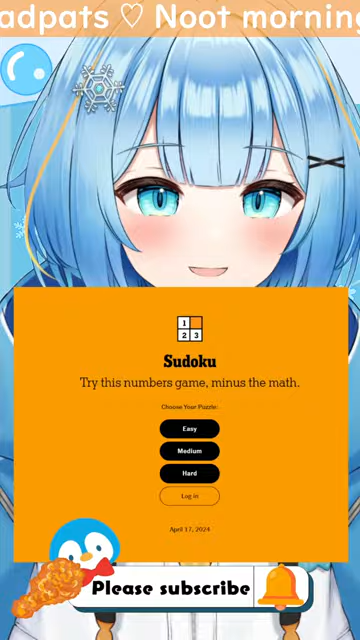 adpats ♡ Noot morning
1
2 3
Sudoku
Try this numbers game, minus the math.
Choose Your Puzzle:
Easy
Medium
Hard
Log in
April 17, 2024
Please subscribe